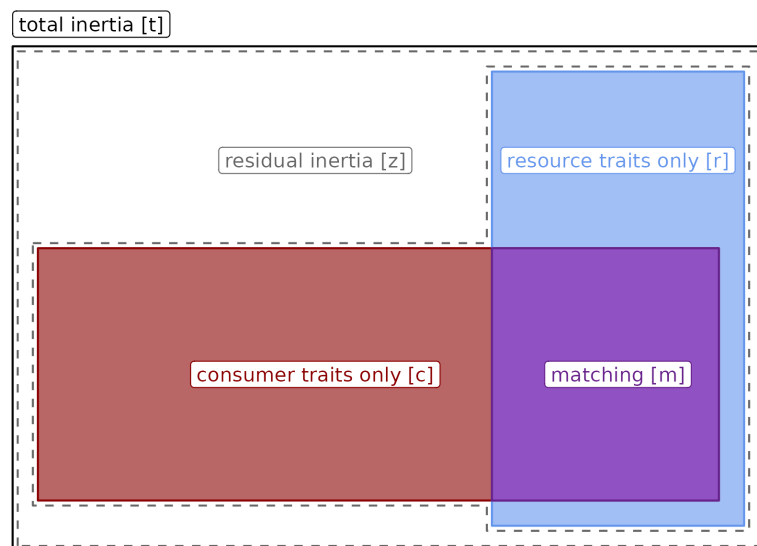 total inertia [t]
residual inertia [z]
resource traits only [r]
consumer traits only [c]
matching [m]